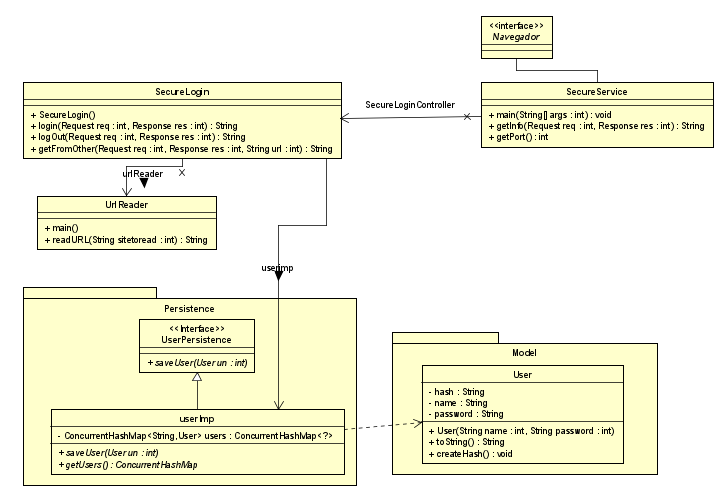 <<interface>>
Navegador
SecureLogin
+ SecureLogin()
+ login(Request req : int, Response res : int) : String
+ logOut(Request req : int, Response res : int) : String
+ getFromOther(Request req : int, Response res : int, String url : int) : String
SecureLoginController
SecureService
+ main(String[] args : int) : void
+ getInfo(Request req : int, Response res : int) : String
+ getPort() : int
urlReader
UrlReader
+ main()
+ readURL(String sitetoread : int) : String
userimp
Persistence
<<Interface>>
UserPersistence
+ saveUser(User un : int)
userImp
- ConcurrentHashMap<String,User> users : ConcurrentHashMap<?>
+ saveUser(User un : int)
+ getUsers() : ConcurrentHashMap
Model
User
- hash : String
- name : String
- password : String
+ User(String name : int, String password : int)
+ toString() : String
+ createHash() : void